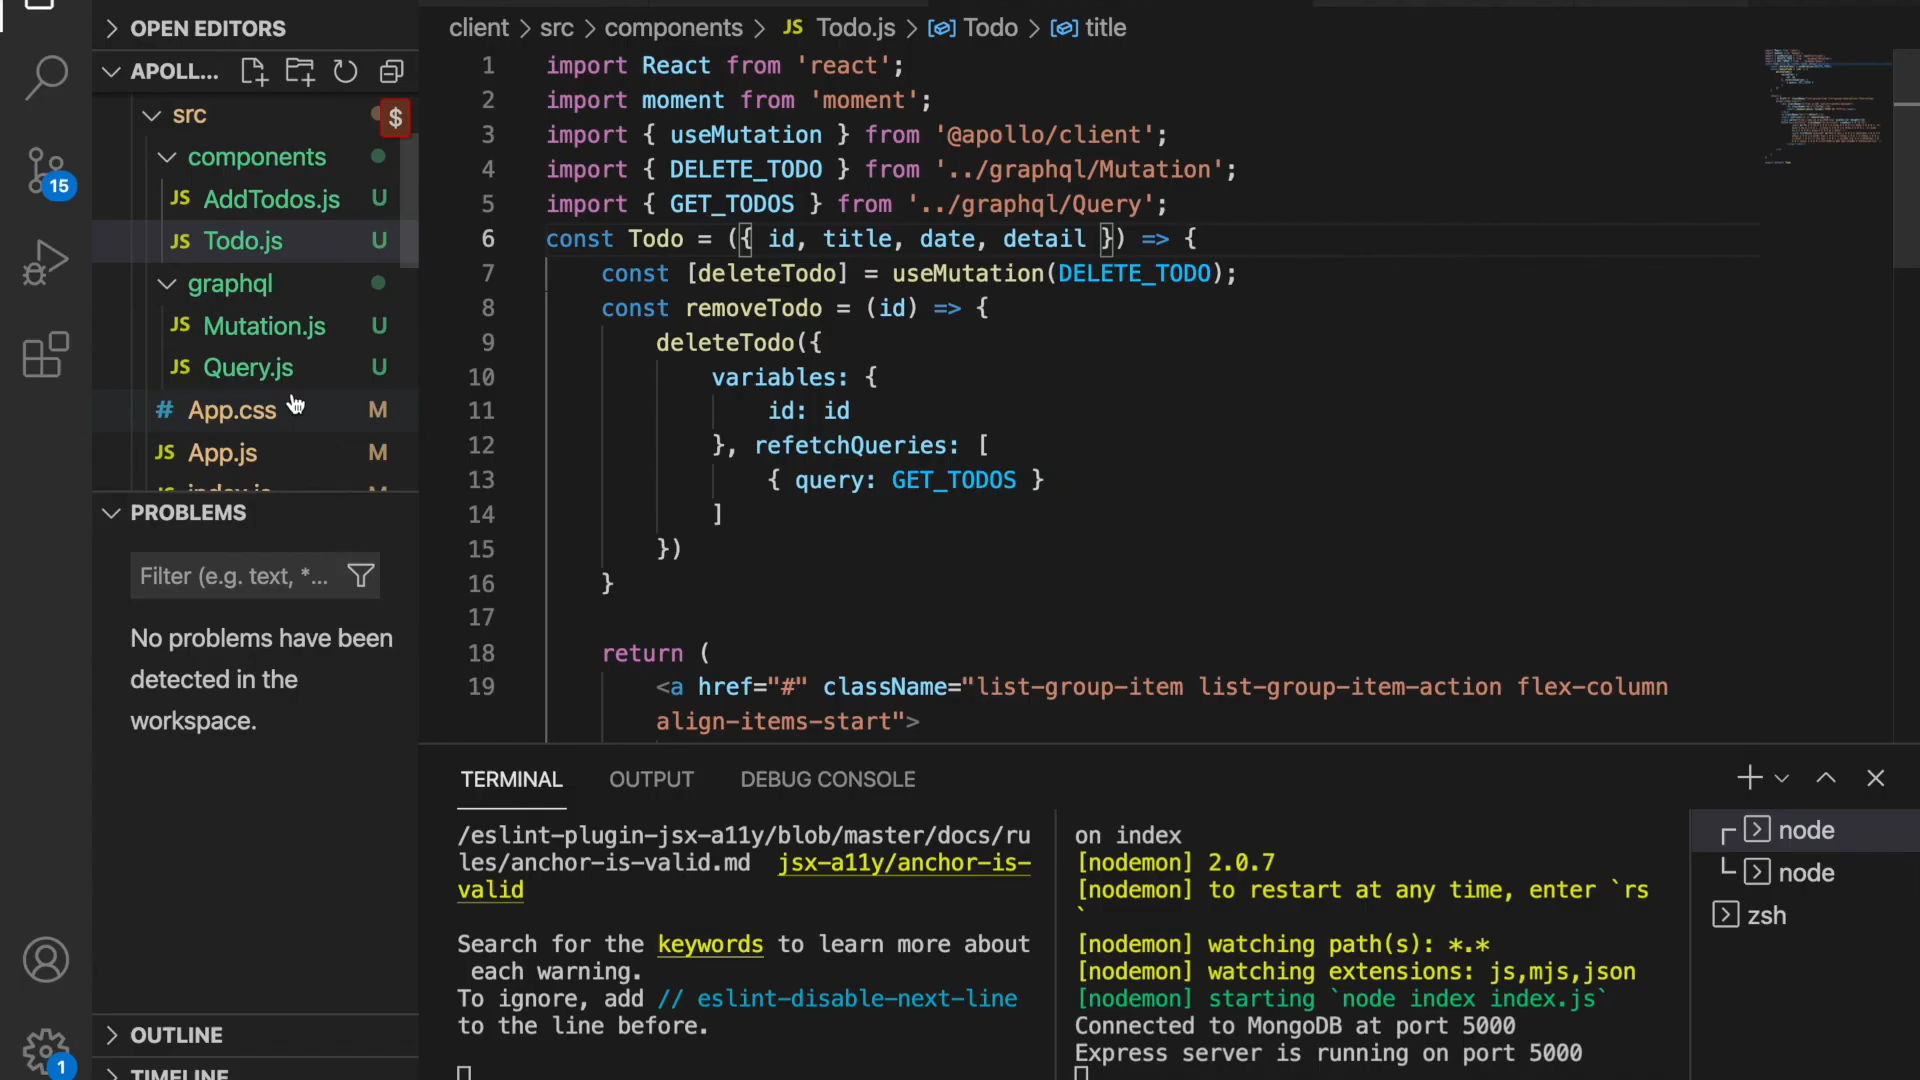 OPEN EDITORS
APOLL...
src
$
components
JS AddTodos.js U
JS Todo.js U
graphql
JS Mutation.js U
JS Query.js U
# App.css M
JS App.js M
index.js M
PROBLEMS
Filter (e.g. text, *...
No problems have been
detected in the
workspace.
OUTLINE
TIMELINE
15
1
client > src > components > JS Todo.js > Todo > title
1 import React from 'react';
2 import moment from 'moment';
3 import { useMutation } from '@apollo/client';
4 import { DELETE_TODO } from '../graphql/Mutation';
5 import { GET_TODOS } from '../graphql/Query';
6 const Todo = ({ id, title, date, detail }) => {
7 const [deleteTodo] = useMutation(DELETE_TODO);
8 const removeTodo = (id) => {
9 deleteTodo({
10 variables: {
11 id: id
12 }, refetchQueries: [
13 { query: GET_TODOS }
14 ]
15 })
16 }
17
18 return (
19 <a href="#" className="list-group-item list-group-item-action flex-column
align-items-start">
TERMINAL OUTPUT DEBUG CONSOLE
/eslint-plugin-jsx-a11y/blob/master/docs/ru
les/anchor-is-valid.md jsx-a11y/anchor-is-
valid
Search for the keywords to learn more about
each warning.
To ignore, add // eslint-disable-next-line
to the line before.
on index
[nodemon] 2.0.7
[nodemon] to restart at any time, enter `rs
`
[nodemon] watching path(s): *.*
[nodemon] watching extensions: js,mjs,json
[nodemon] starting `node index index.js`
Connected to MongoDB at port 5000
Express server is running on port 5000
node
node
zsh